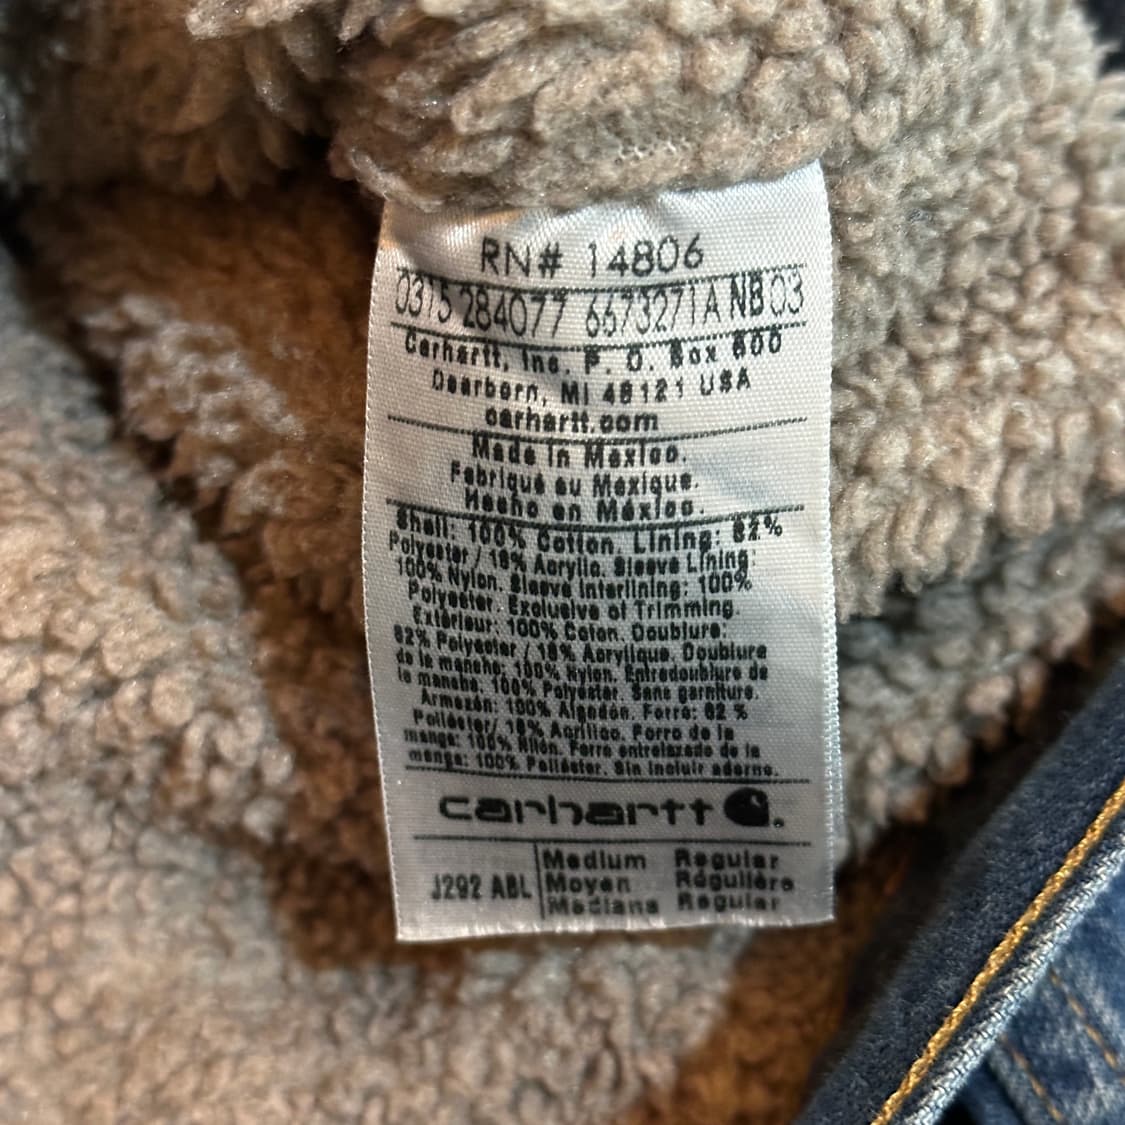 RN# 14806
0315 284077 6673271A NB 03
Carhartt, Inc. P. O. Box 600
Dearborn, MI 48121 USA
carhartt.com
Made in Mexico.
Fabriqué au Mexique.
Hecho en México.
Shell: 100% Cotton. Lining: 82%
Polyester / 18% Acrylic. Sleeve Lining:
100% Nylon. Sleeve Interlining: 100%
Polyester. Exclusive of Trimming.
Extérieur: 100% Coton. Doublure:
82% Polyester / 18% Acrylique. Doublure
de la manche: 100% Nylon. Entredoublure de
la manche. 100% Polyester. Sans garniture.
Armazón: 100% Algodón. Forro: 82 %
Poliéster/ 18% Acrílico. Forro de la
manga: 100% Nilón. Forro entrelazado de la
manga: 100% Poliéster. Sin incluir adorno.
carhartt
J292 ABL
Medium Regular
Moyen Régulière
Mediana Regular